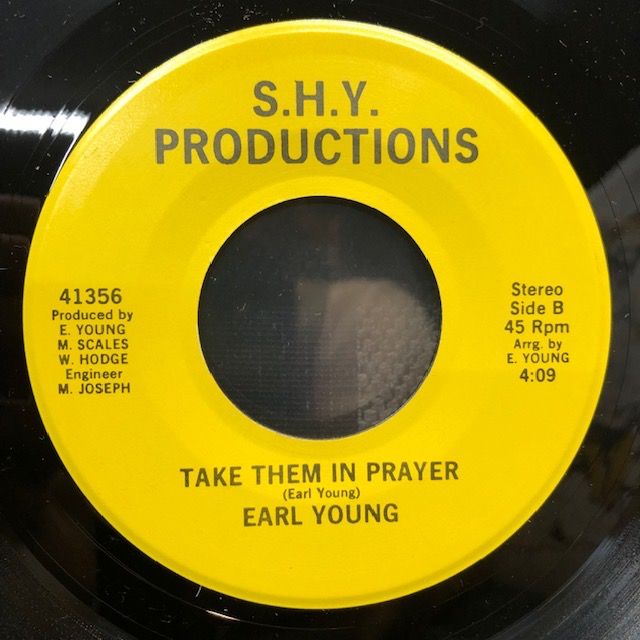 S.H.Y.
PRODUCTIONS
41356
Produced by
E. YOUNG
M. SCALES
W. HODGE
Engineer
M. JOSEPH
Stereo
Side B
45 Rpm
Arrg. by
E. YOUNG
4:09
TAKE THEM IN PRAYER
(Earl Young)
EARL YOUNG